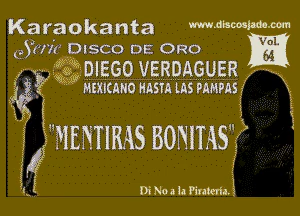 Karaokanta www.discosjade.com
Serie DISCO DE ORO
VOL. 64
DIEGO VERDAGUER
MEXICANO HASTA LAS PAMPAS
"MENTIRAS BONITAS"
Di No a la Piratería.